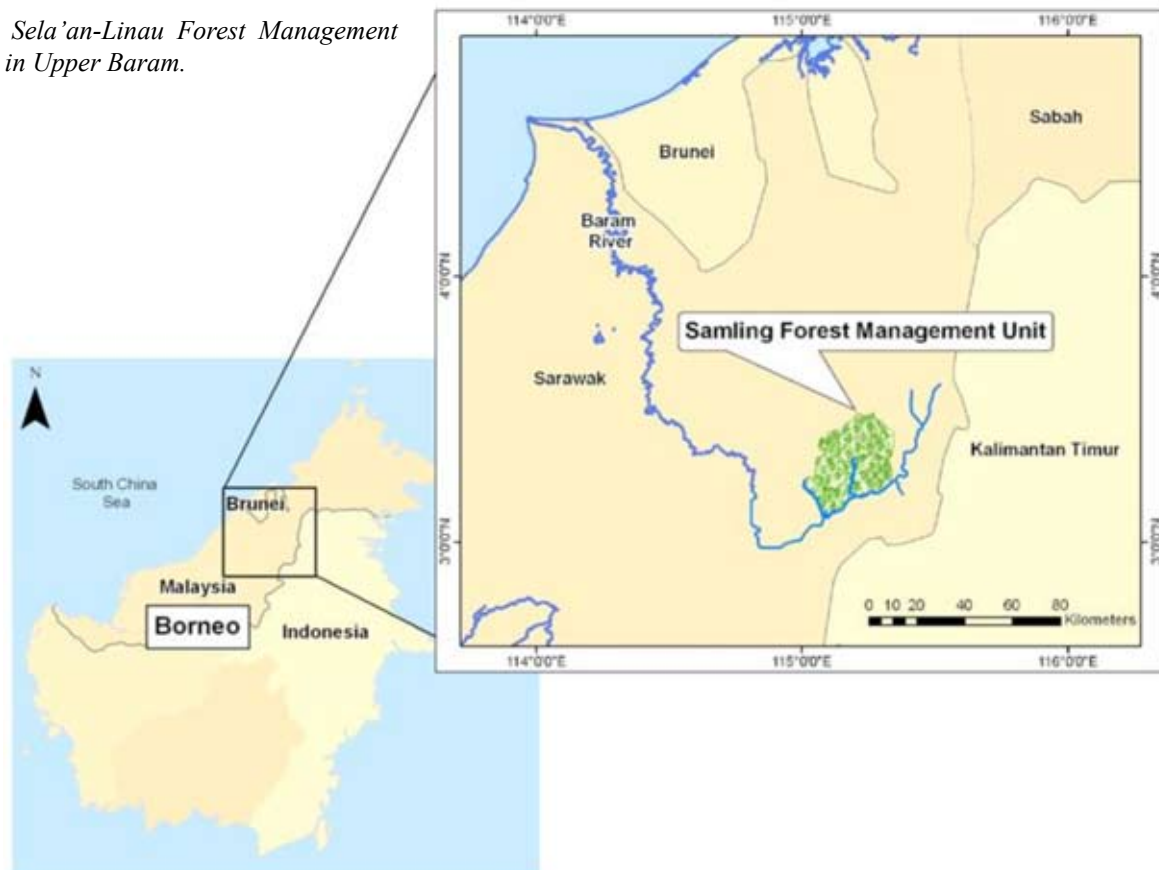 Sela’an-Linau Forest Management
in Upper Baram.
114°0'0"E
115°0'0"E
116°0'0"E
Sabah
Brunei
Baram
River
4°0'0"N
4°0'0"N
Samling Forest Management Unit
Sarawak
Kalimantan Timur
3°0'0"N
3°0'0"N
0 10 20 40 60 80
Kilometers
114°0'0"E
115°0'0"E
116°0'0"E
N
South China
Sea
Brunei
Malaysia
Borneo
Indonesia